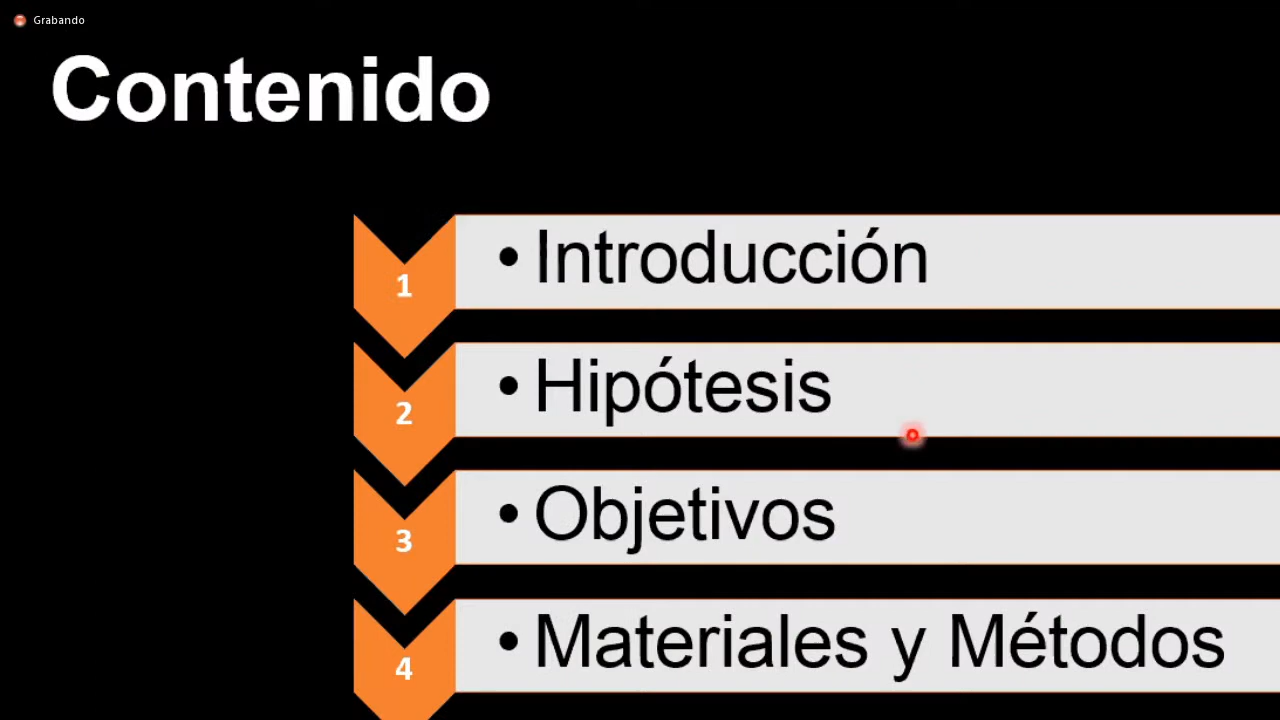 Grabando
Contenido
1
• Introducción
2
• Hipótesis
3
• Objetivos
4
• Materiales y Métodos